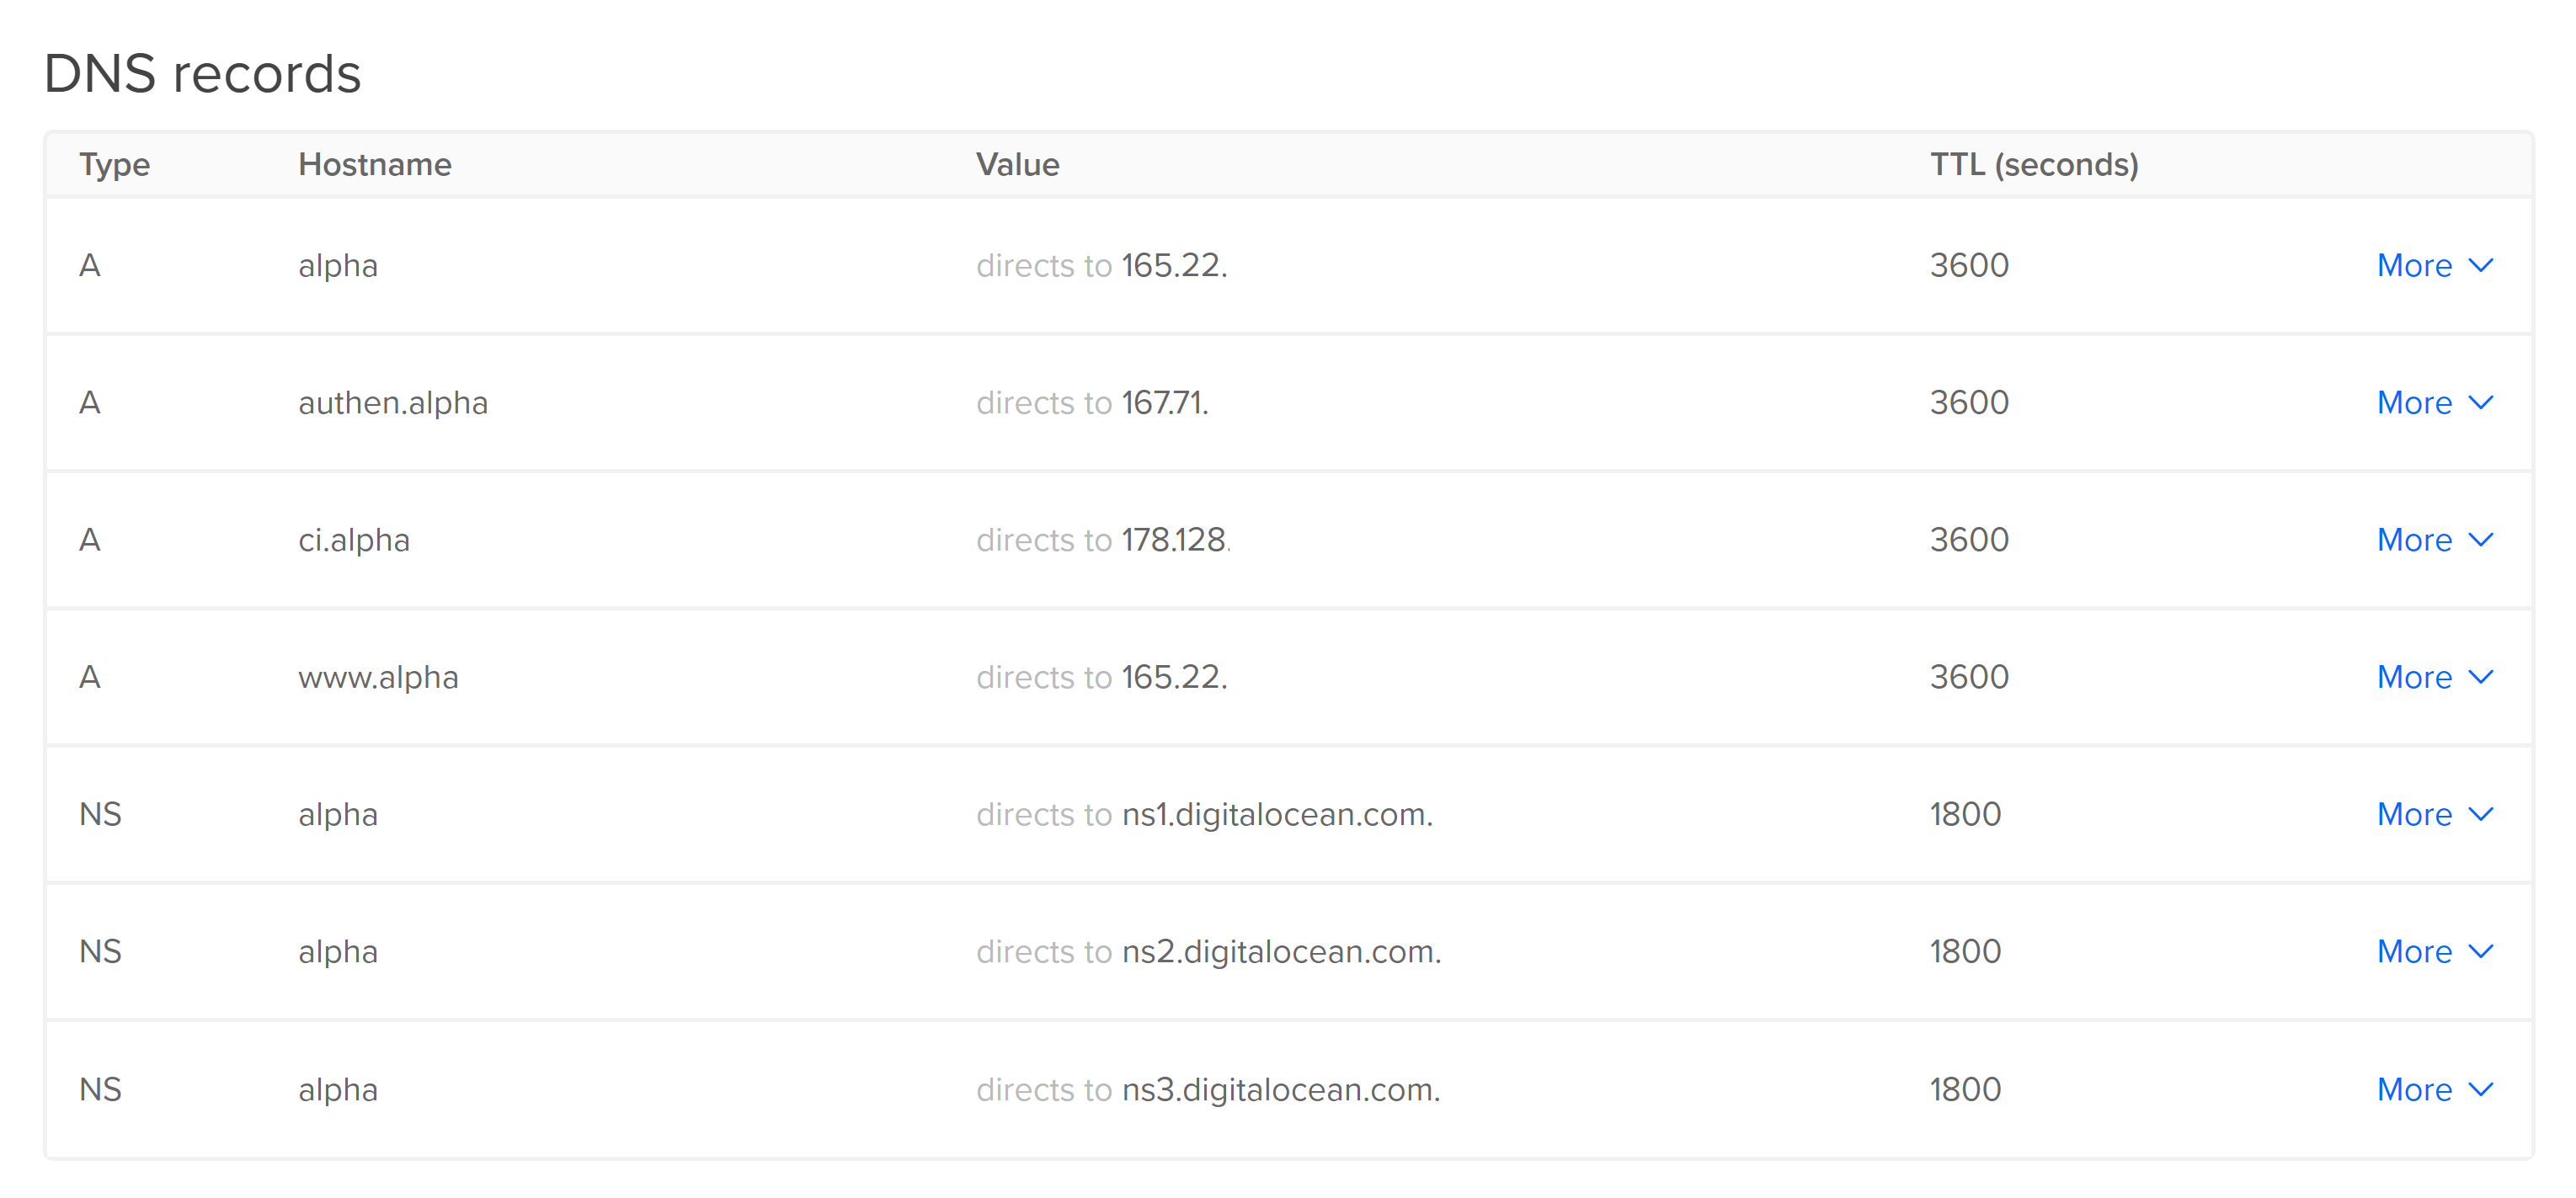 DNS records
Type Hostname Value TTL (seconds)
A alpha directs to 165.22. 3600 More
A authen.alpha directs to 167.71. 3600 More
A ci.alpha directs to 178.128. 3600 More
A www.alpha directs to 165.22. 3600 More
NS alpha directs to ns1.digitalocean.com. 1800 More
NS alpha directs to ns2.digitalocean.com. 1800 More
NS alpha directs to ns3.digitalocean.com. 1800 More